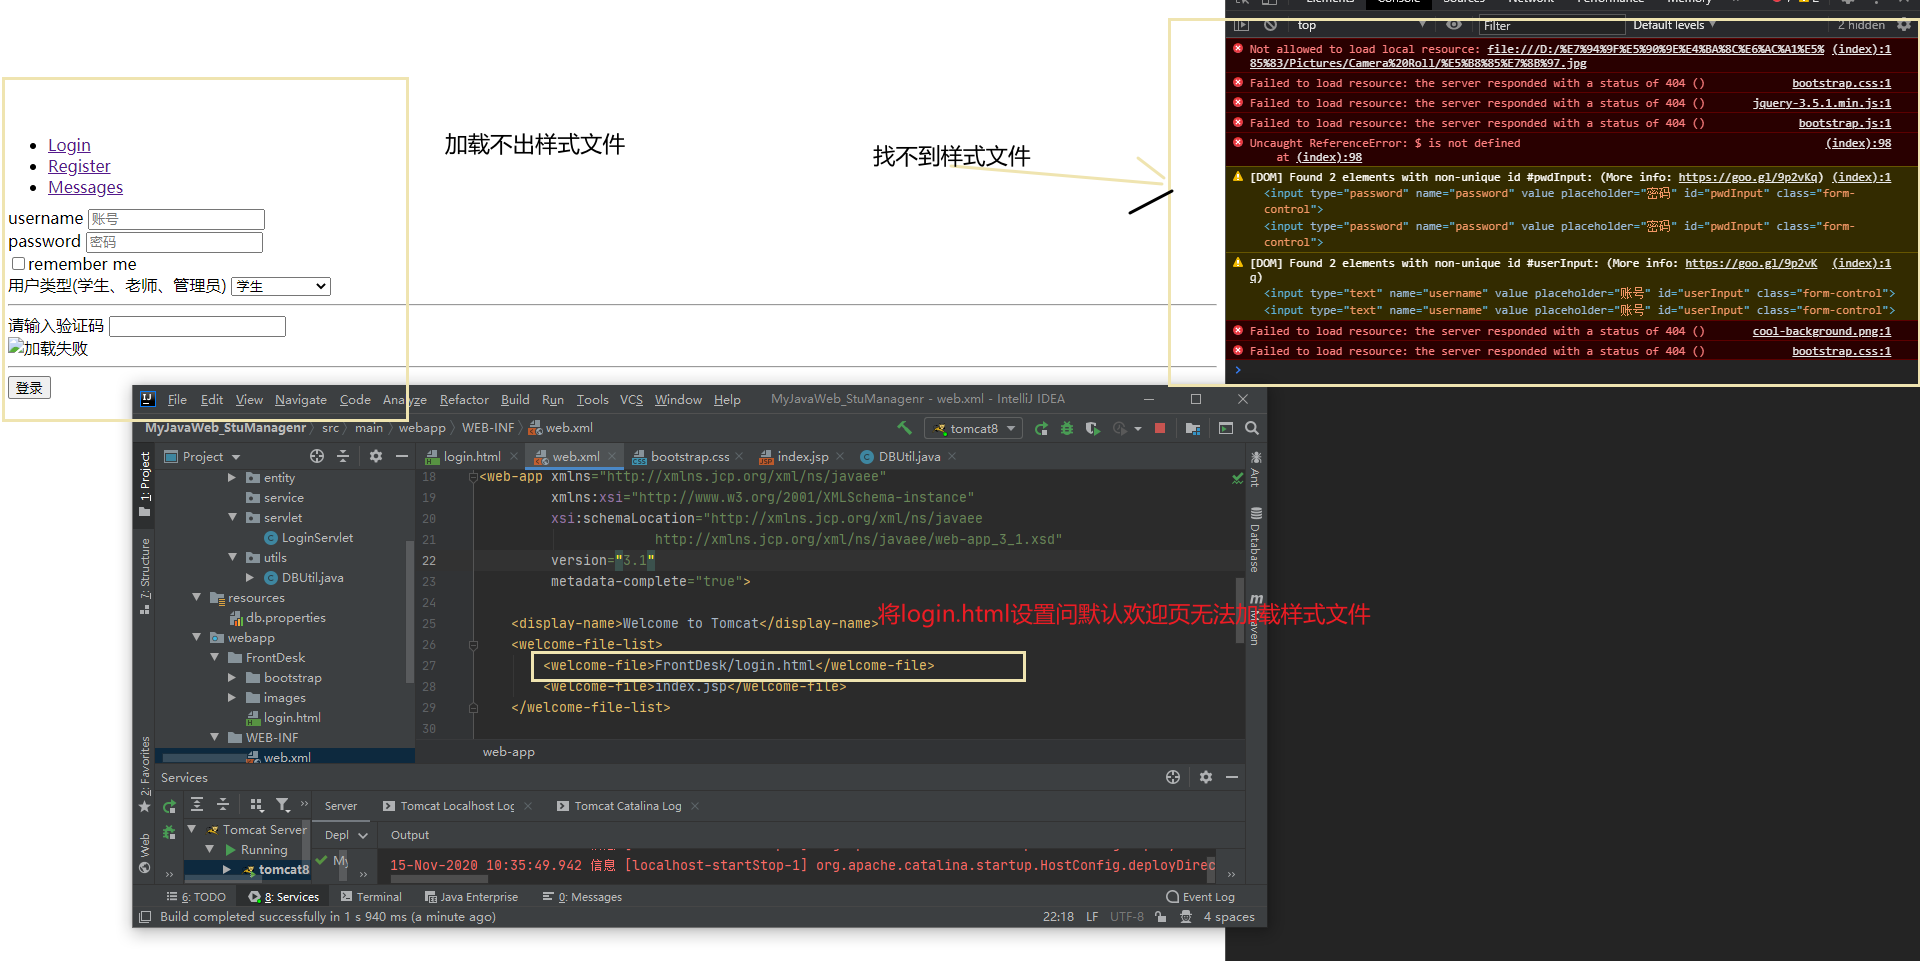 Elements Console Sources Network Performance Memory
top Filter Default levels 2 hidden
Not allowed to load local resource: file:///D:/%E7%94%9F%E5%90%9E%E4%BA%8C%E6%AC%A1%E5% (index):1
85%83/Pictures/Camera%20Roll/%E5%B8%85%E7%8B%97.jpg
Failed to load resource: the server responded with a status of 404 () bootstrap.css:1
Failed to load resource: the server responded with a status of 404 () jquery-3.5.1.min.js:1
Failed to load resource: the server responded with a status of 404 () bootstrap.js:1
Uncaught ReferenceError: $ is not defined (index):98
at (index):98
[DOM] Found 2 elements with non-unique id #pwdInput: (More info: https://goo.gl/9p2vKq) (index):1
<input type="password" name="password" value placeholder="密码" id="pwdInput" class="form-
control">
<input type="password" name="password" value placeholder="密码" id="pwdInput" class="form-
control">
[DOM] Found 2 elements with non-unique id #userInput: (More info: https://goo.gl/9p2vK (index):1
q)
<input type="text" name="username" value placeholder="账号" id="userInput" class="form-control">
<input type="text" name="username" value placeholder="账号" id="userInput" class="form-control">
Failed to load resource: the server responded with a status of 404 () cool-background.png:1
Failed to load resource: the server responded with a status of 404 () bootstrap.css:1
加载不出样式文件
找不到样式文件
Login
Register
Messages
username 账号
password 密码
remember me
用户类型(学生、老师、管理员) 学生
请输入验证码
加载失败
登录
File Edit View Navigate Code Analyze Refactor Build Run Tools VCS Window Help MyJavaWeb_StuManagenr - web.xml - IntelliJ IDEA
MyJavaWeb_StuManagenr src main webapp WEB-INF web.xml tomcat8
1: Project
7: Structure
2: Favorites
Web
Project
entity
service
servlet
LoginServlet
utils
DBUtil.java
resources
db.properties
webapp
FrontDesk
bootstrap
images
login.html
WEB-INF
web.xml
login.html web.xml bootstrap.css index.jsp DBUtil.java
18 <web-app xmlns="http://xmlns.jcp.org/xml/ns/javaee"
19 xmlns:xsi="http://www.w3.org/2001/XMLSchema-instance"
20 xsi:schemaLocation="http://xmlns.jcp.org/xml/ns/javaee
21 http://xmlns.jcp.org/xml/ns/javaee/web-app_3_1.xsd"
22 version="3.1"
23 metadata-complete="true">
24
25 <display-name>Welcome to Tomcat</display-name>
将login.html设置问默认欢迎页无法加载样式文件
26 <welcome-file-list>
27 <welcome-file>FrontDesk/login.html</welcome-file>
28 <welcome-file>index.jsp</welcome-file>
29 </welcome-file-list>
30
web-app
Ant
Database
Maven
Services
Server Tomcat Localhost Log Tomcat Catalina Log
Tomcat Server
Running
tomcat8
Depl Output
My
15-Nov-2020 10:35:49.942 信息 [localhost-startStop-1] org.apache.catalina.startup.HostConfig.deployDirec
6: TODO 8: Services Terminal Java Enterprise 0: Messages Event Log
Build completed successfully in 1 s 940 ms (a minute ago) 22:18 LF UTF-8 4 spaces